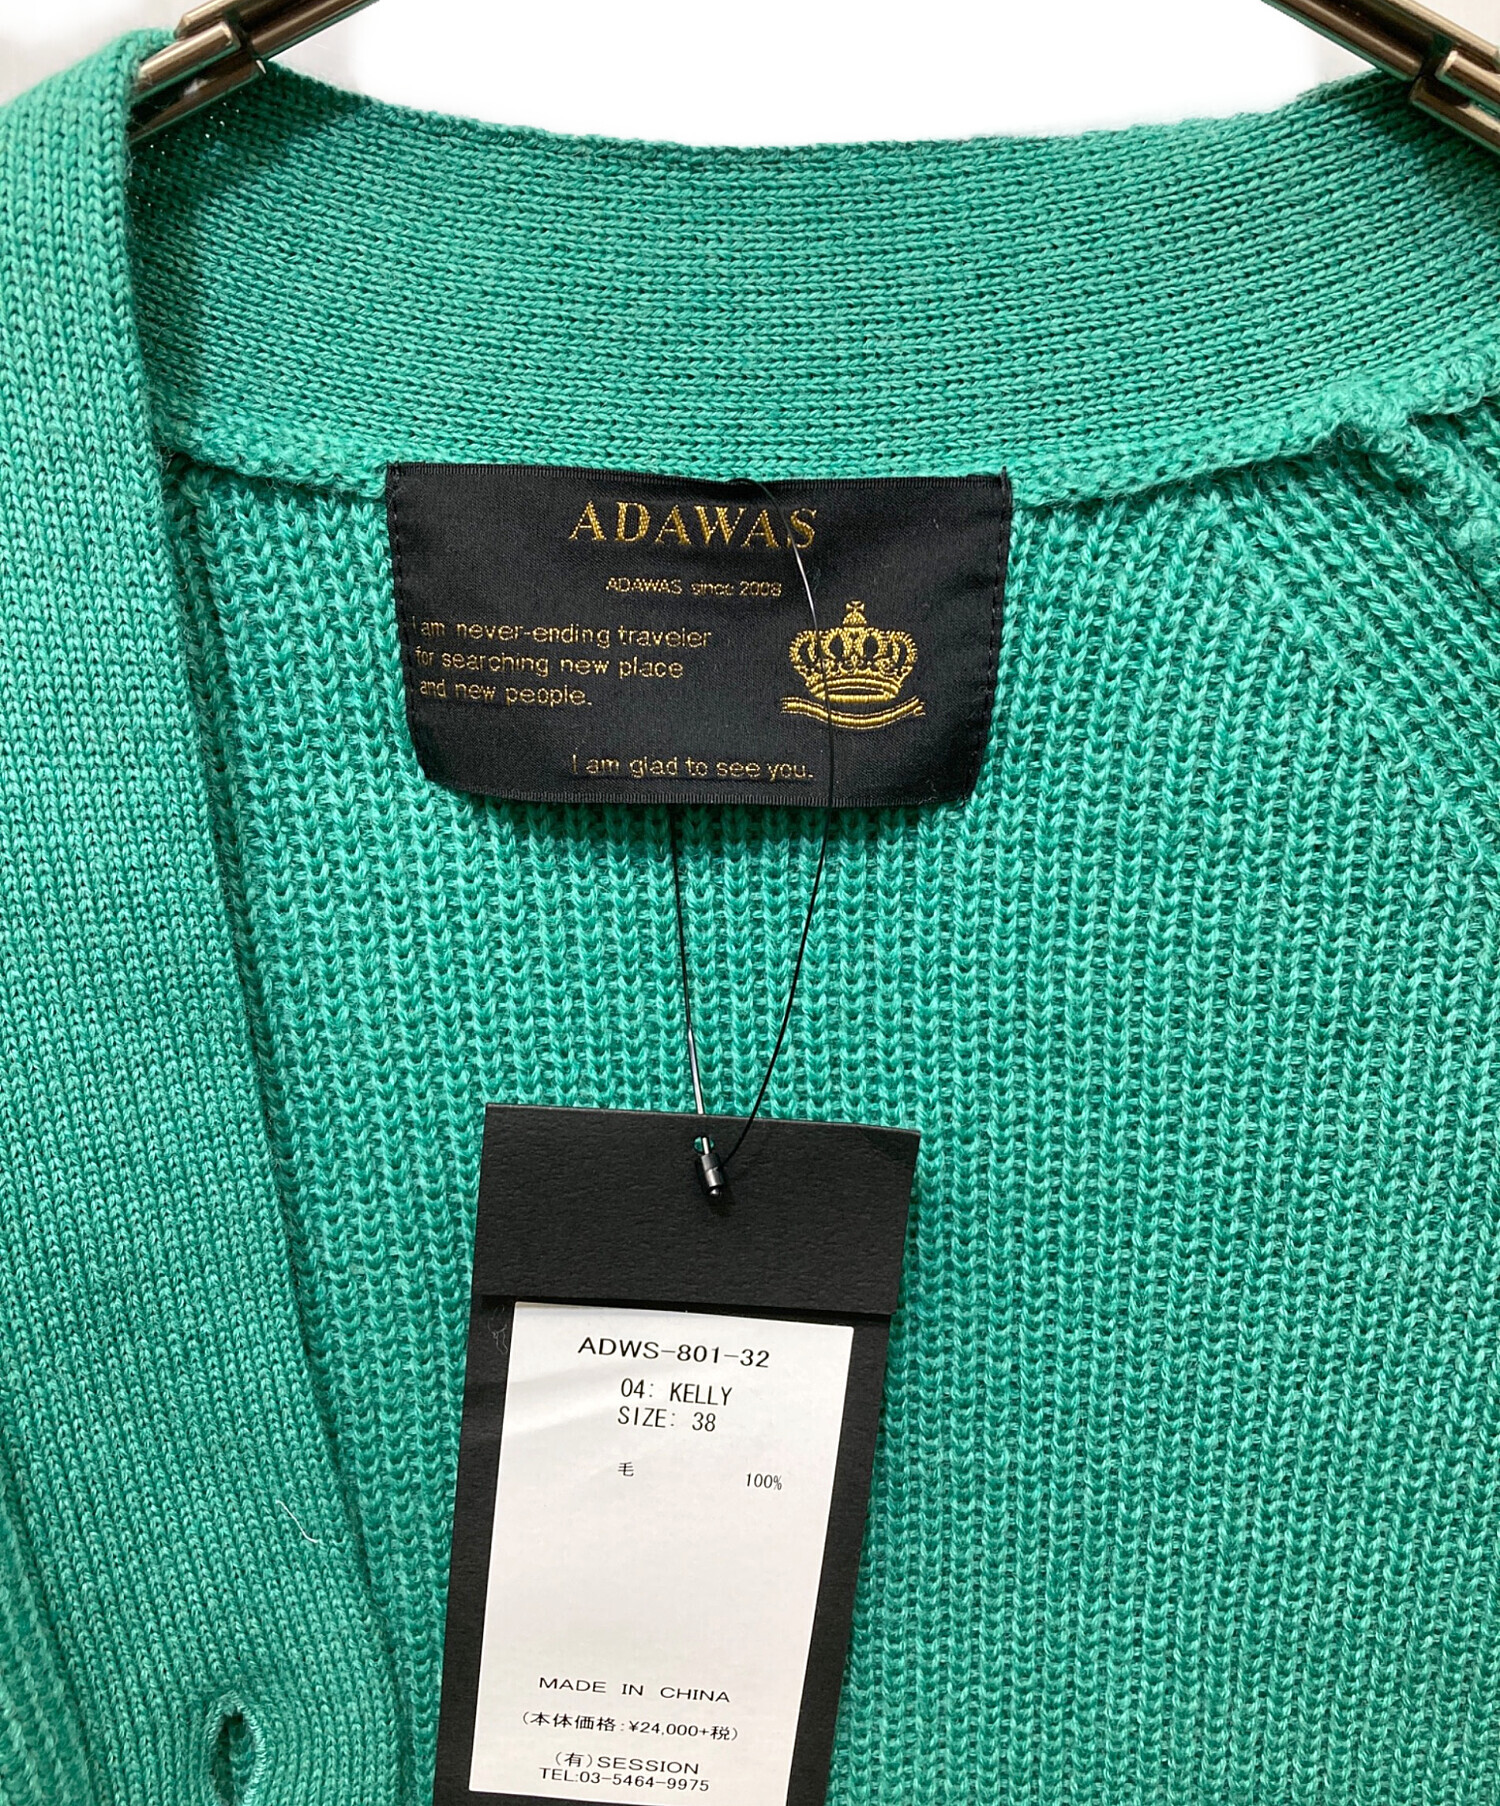 ADAWAS
ADAWAS since 2008
I am never-ending traveler
for searching new place
and new people.
I am glad to see you.
ADWS-801-32
04: KELLY
SIZE: 38
毛 100%
MADE IN CHINA
(本体価格:¥24,000+税)
(有)SESSION
TEL:03-5464-9975